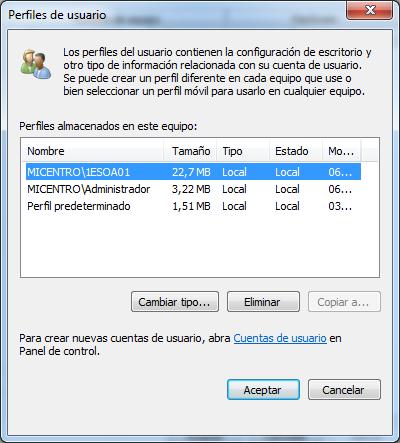 Perfiles de usuario
Los perfiles del usuario contienen la configuración de escritorio y
otro tipo de información relacionada con su cuenta de usuario.
Se puede crear un perfil diferente en cada equipo que use o
bien seleccionar un perfil móvil para usarlo en cualquier equipo.
Perfiles almacenados en este equipo:
Nombre Tamaño Tipo Estado Mo...
MICENTRO\1ESOA01 22,7 MB Local Local 06...
MICENTRO\Administrador 3,22 MB Local Local 06...
Perfil predeterminado 1,51 MB Local Local 03...
Cambiar tipo... Eliminar Copiar a...
Para crear nuevas cuentas de usuario, abra Cuentas de usuario en
Panel de control.
Aceptar Cancelar